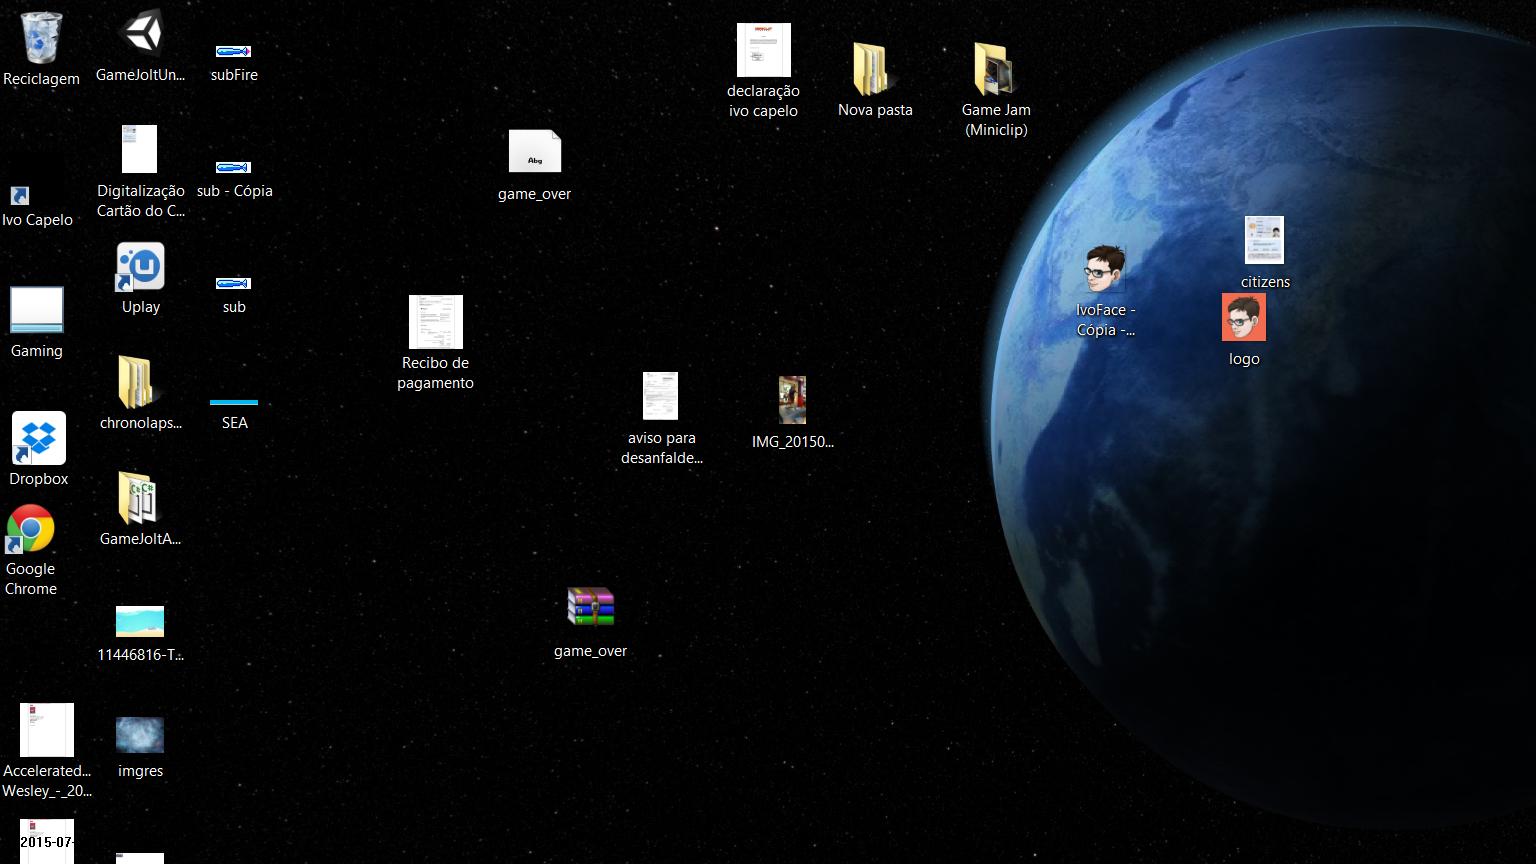 Reciclagem
GameJoltUn...
subFire
declaração
ivo capelo
Nova pasta
Game Jam
(Miniclip)
Abg
game_over
Ivo Capelo
Digitalização
Cartão do C...
sub - Cópia
Uplay
sub
citizens
IvoFace -
Cópia -...
logo
Gaming
Recibo de
pagamento
chronolaps...
SEA
aviso para
desanfalde...
IMG_20150...
Dropbox
GameJoltA...
Google
Chrome
11446816-T...
game_over
Accelerated...
Wesley_-_20...
imgres
2015-07-